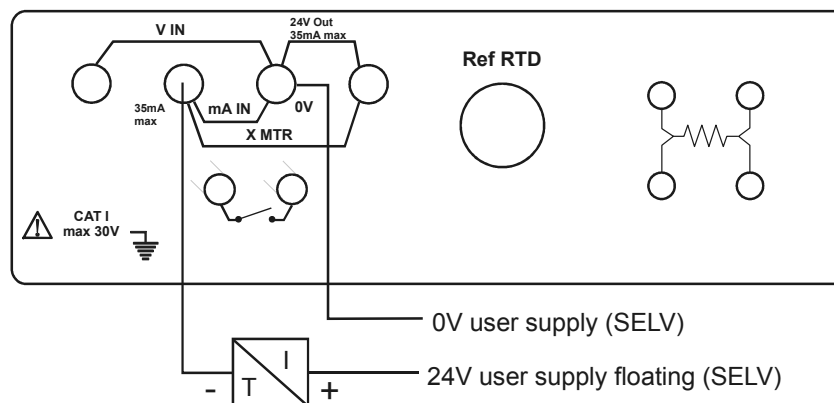 V IN
24V Out
35mA max
Ref RTD
35mA
max
mA IN
0V
X MTR
CAT I
max 30V
0V user supply (SELV)
I
T
- +
24V user supply floating (SELV)